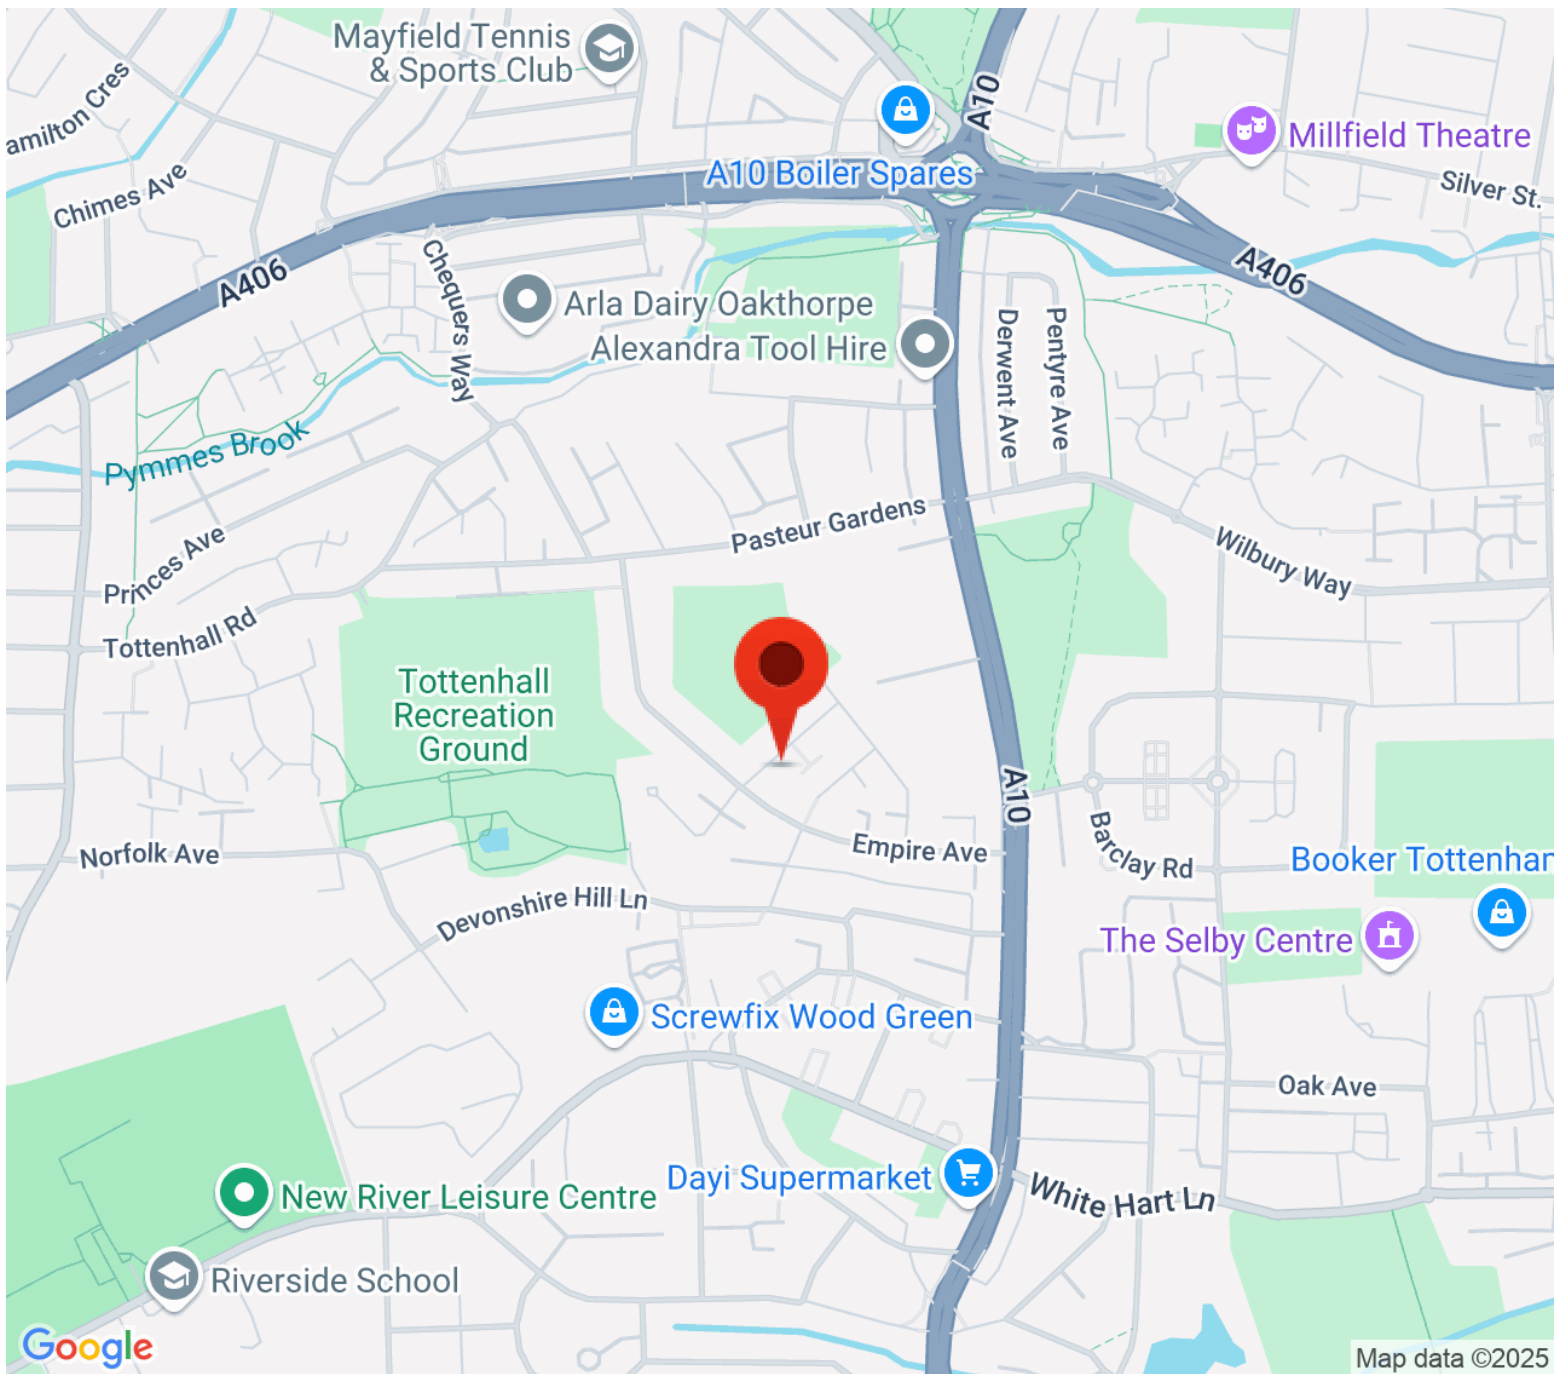 Mayfield Tennis
& Sports Club
A10
Millfield Theatre
amilton Cres
A10 Boiler Spares
Silver St.
Chimes Ave
A406
A406
Chequers Way
Arla Dairy Oakthorpe
Alexandra Tool Hire
Derwent Ave
Pentyre Ave
Pymmes Brook
Pasteur Gardens
Princes Ave
Wilbury Way
Tottenhall Rd
Tottenhall
Recreation
Ground
A10
Norfolk Ave
Empire Ave
Barclay Rd
Booker Tottenhan
Devonshire Hill Ln
The Selby Centre
Screwfix Wood Green
Oak Ave
Dayi Supermarket
White Hart Ln
New River Leisure Centre
Riverside School
Google
Map data ©2025